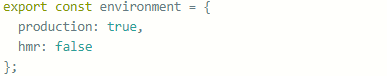 export const environment = {
  production: true,
  hmr: false
};